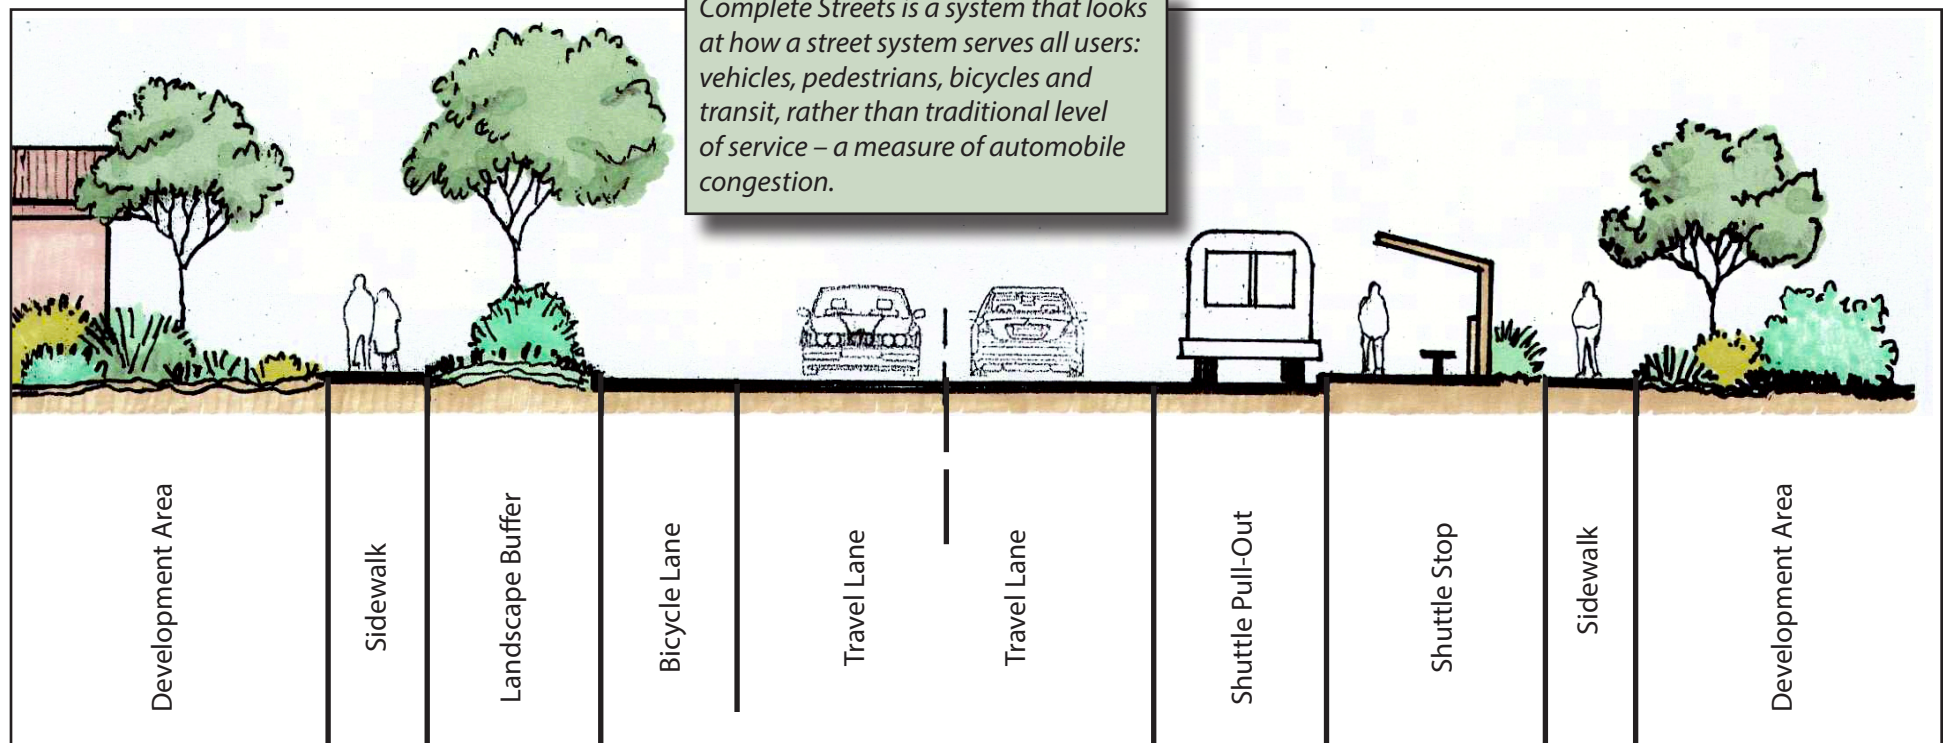 Complete Streets is a system that looks
at how a street system serves all users:
vehicles, pedestrians, bicycles and
transit, rather than traditional level
of service – a measure of automobile
congestion.
Development Area
Sidewalk
Landscape Buffer
Bicycle Lane
Travel Lane
Travel Lane
Shuttle Pull-Out
Shuttle Stop
Sidewalk
Development Area